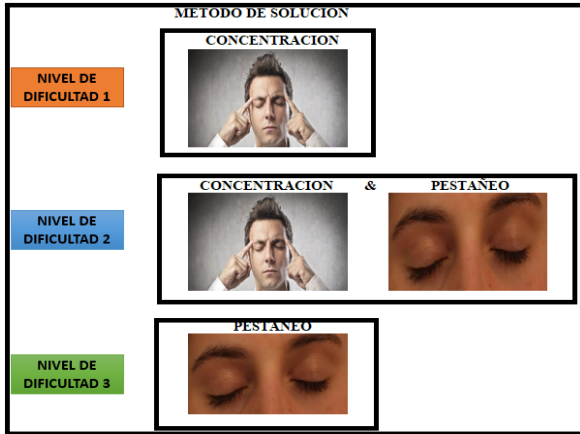 METODO DE SOLUCION
CONCENTRACION
NIVEL DE
DIFICULTAD 1
CONCENTRACION & PESTAÑEO
NIVEL DE
DIFICULTAD 2
PESTAÑEO
NIVEL DE
DIFICULTAD 3